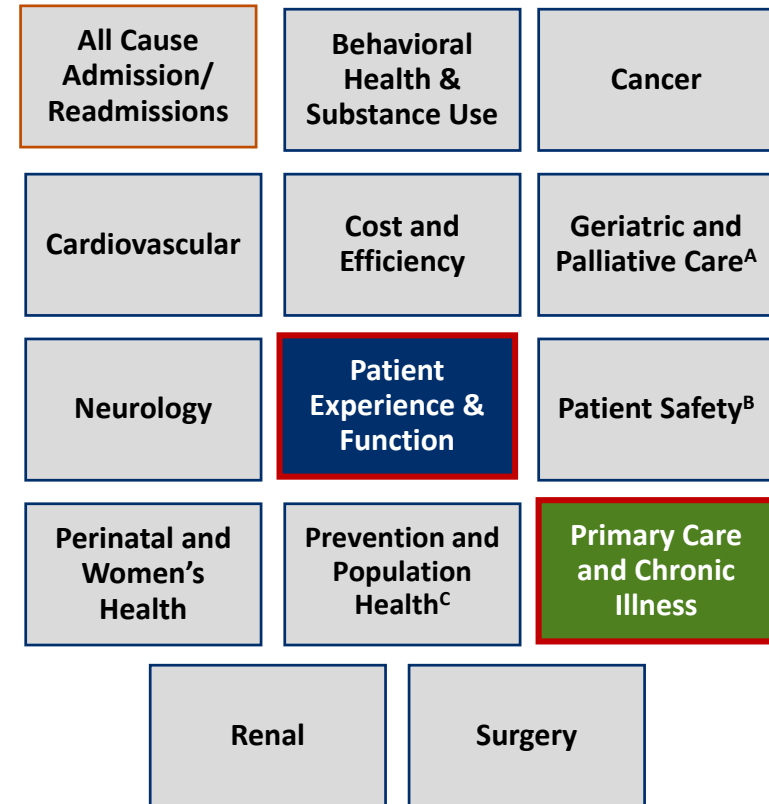 All Cause
Admission/
Readmissions
Behavioral
Health &
Substance Use
Cancer
Cardiovascular
Cost and
Efficiency
Geriatric and
Palliative Careᴬ
Neurology
Patient
Experience &
Function
Patient Safetyᴮ
Perinatal and
Women’s
Health
Prevention and
Population
Healthᶜ
Primary Care
and Chronic
Illness
Renal
Surgery